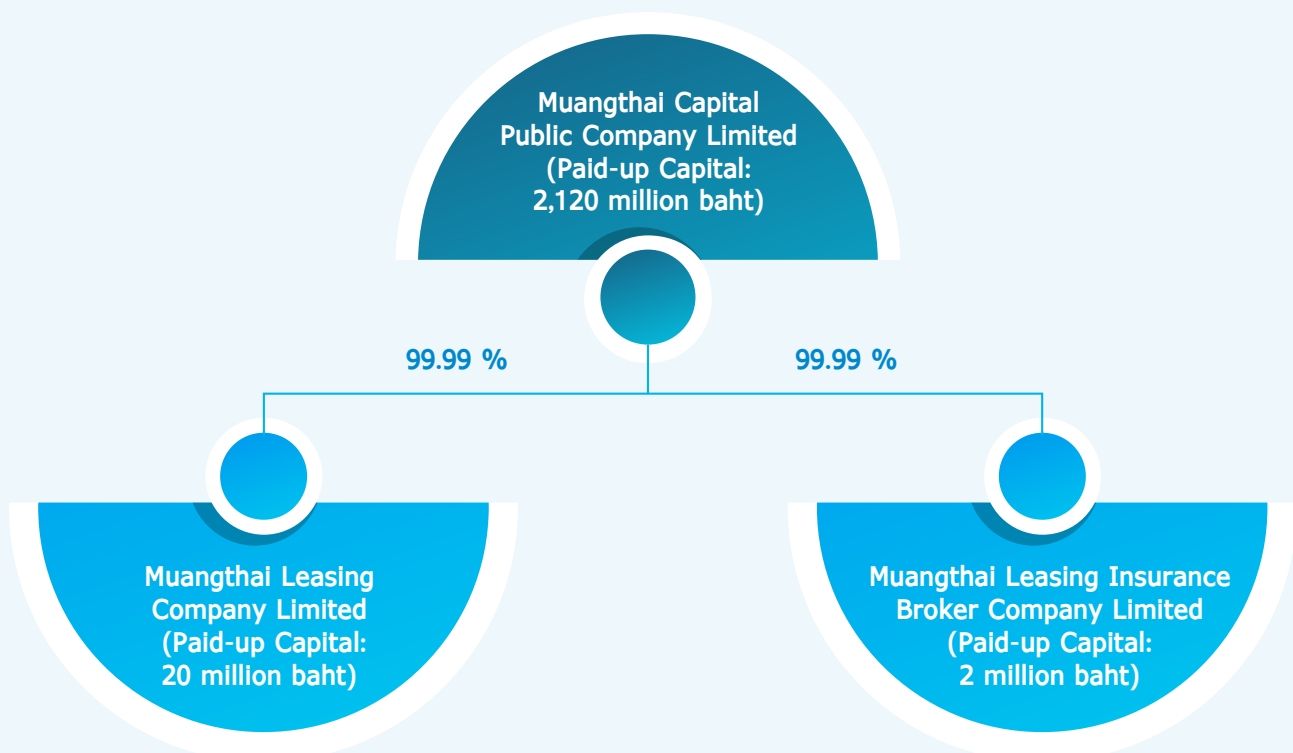 Muangthai Capital
Public Company Limited
(Paid-up Capital:
2,120 million baht)
99.99 %
99.99 %
Muangthai Leasing
Company Limited
(Paid-up Capital:
20 million baht)
Muangthai Leasing Insurance
Broker Company Limited
(Paid-up Capital:
2 million baht)